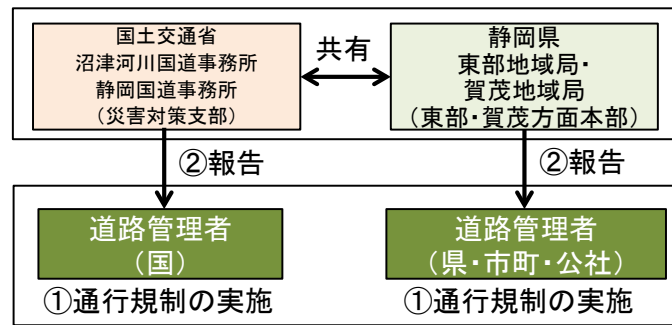 国土交通省
沼津河川国道事務所
静岡国道事務所
(災害対策支部)
共有
静岡県
東部地域局・
賀茂地域局
(東部・賀茂方面本部)
②報告
②報告
道路管理者
(国)
道路管理者
(県・市町・公社)
①通行規制の実施
①通行規制の実施